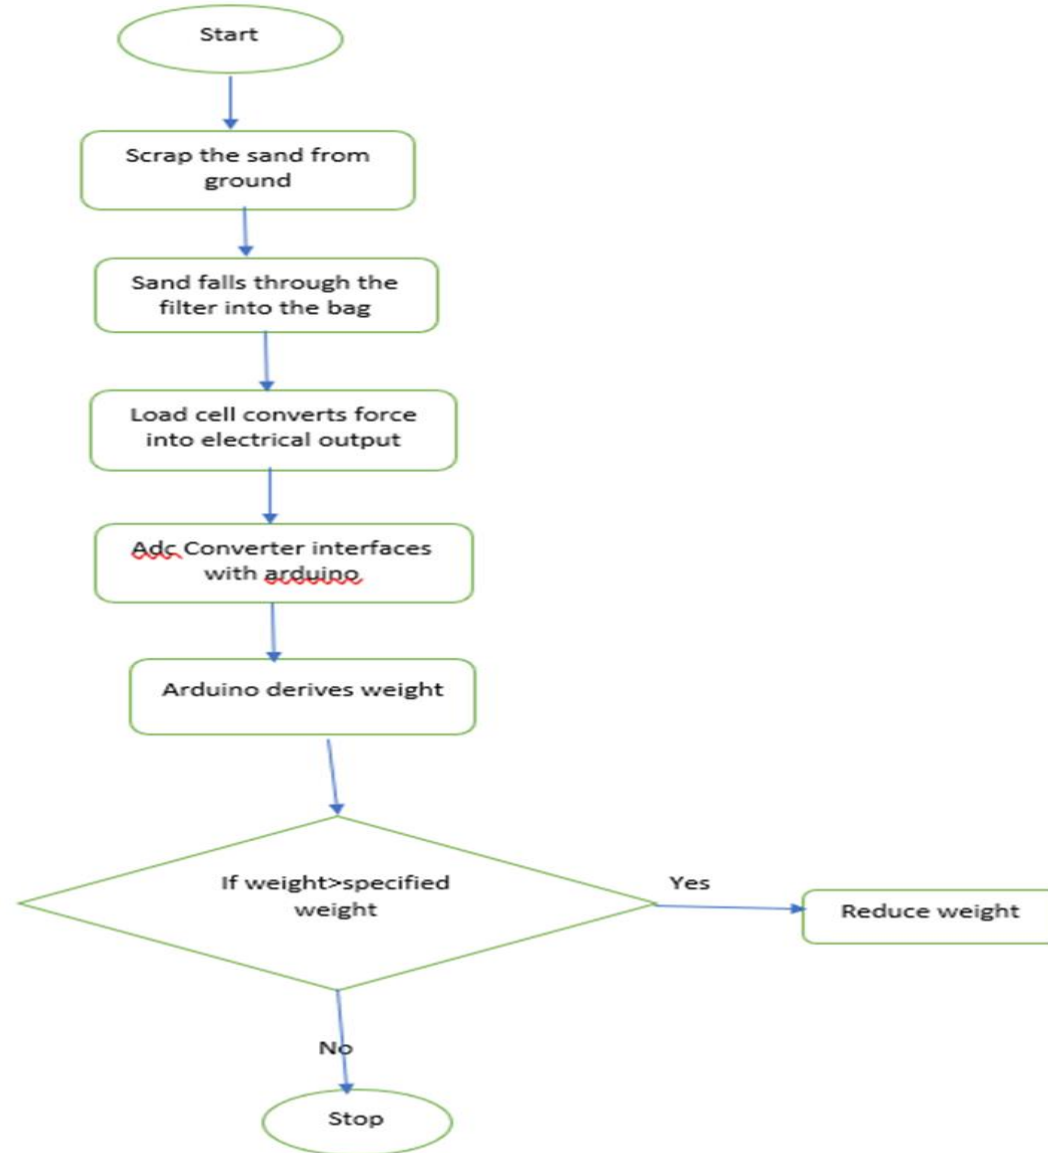 Start
Scrap the sand from
ground
Sand falls through the
filter into the bag
Load cell converts force
into electrical output
Adc Converter interfaces
with arduino
Arduino derives weight
If weight>specified
weight
Yes
Reduce weight
No
Stop